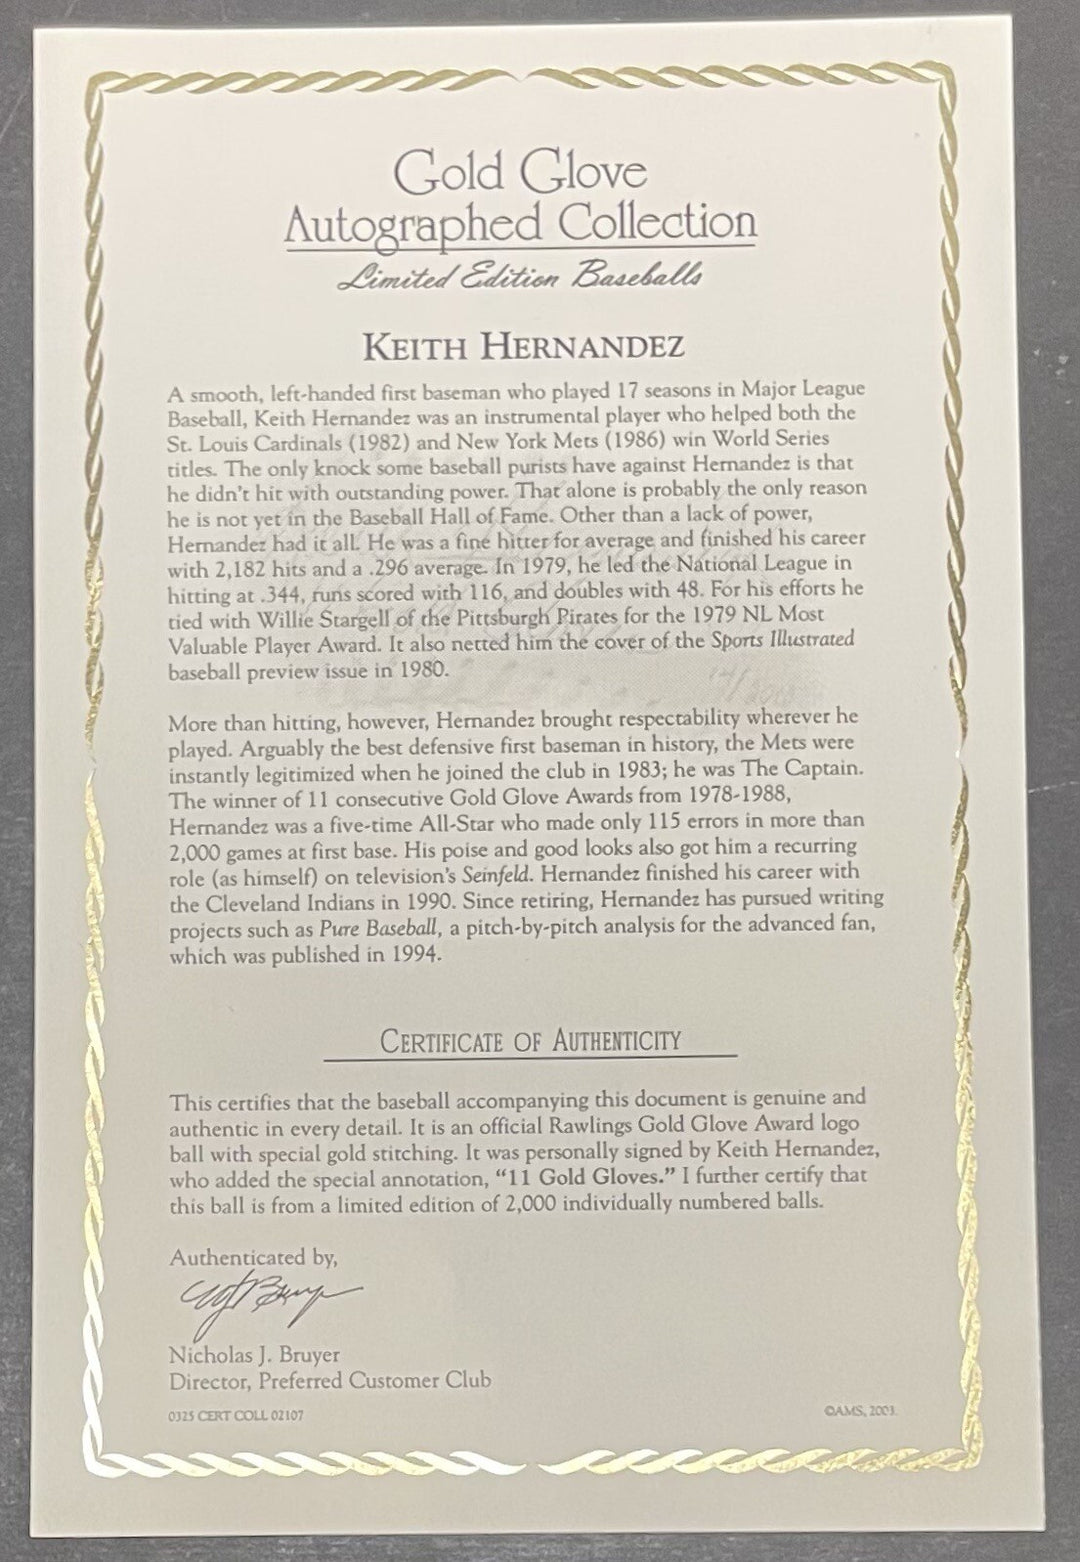 Gold Glove
Autographed Collection
Limited Edition Baseballs
KEITH HERNANDEZ
A smooth, left-handed first baseman who played 17 seasons in Major League
Baseball, Keith Hernandez was an instrumental player who helped both the
St. Louis Cardinals (1982) and New York Mets (1986) win World Series
titles. The only knock some baseball purists have against Hernandez is that
he didn't hit with outstanding power. That alone is probably the only reason
he is not yet in the Baseball Hall of Fame. Other than a lack of power,
Hernandez had it all. He was a fine hitter for average and finished his career
with 2,182 hits and a .296 average. In 1979, he led the National League in
hitting at .344, runs scored with 116, and doubles with 48. For his efforts he
tied with Willie Stargell of the Pittsburgh Pirates for the 1979 NL Most
Valuable Player Award. It also netted him the cover of the Sports Illustrated
baseball preview issue in 1980.
More than hitting, however, Hernandez brought respectability wherever he
played. Arguably the best defensive first baseman in history, the Mets were
instantly legitimized when he joined the club in 1983; he was The Captain.
The winner of 11 consecutive Gold Glove Awards from 1978-1988,
Hernandez was a five-time All-Star who made only 115 errors in more than
2,000 games at first base. His poise and good looks also got him a recurring
role (as himself) on television's Seinfeld. Hernandez finished his career with
the Cleveland Indians in 1990. Since retiring, Hernandez has pursued writing
projects such as Pure Baseball, a pitch-by-pitch analysis for the advanced fan,
which was published in 1994.
CERTIFICATE OF AUTHENTICITY
This certifies that the baseball accompanying this document is genuine and
authentic in every detail. It is an official Rawlings Gold Glove Award logo
ball with special gold stitching. It was personally signed by Keith Hernandez,
who added the special annotation, "11 Gold Gloves." I further certify that
this ball is from a limited edition of 2,000 individually numbered balls.
Authenticated by,
Nicholas J. Bruyer
Director, Preferred Customer Club
0325 CERT COLL 02107
©AMS, 2003.